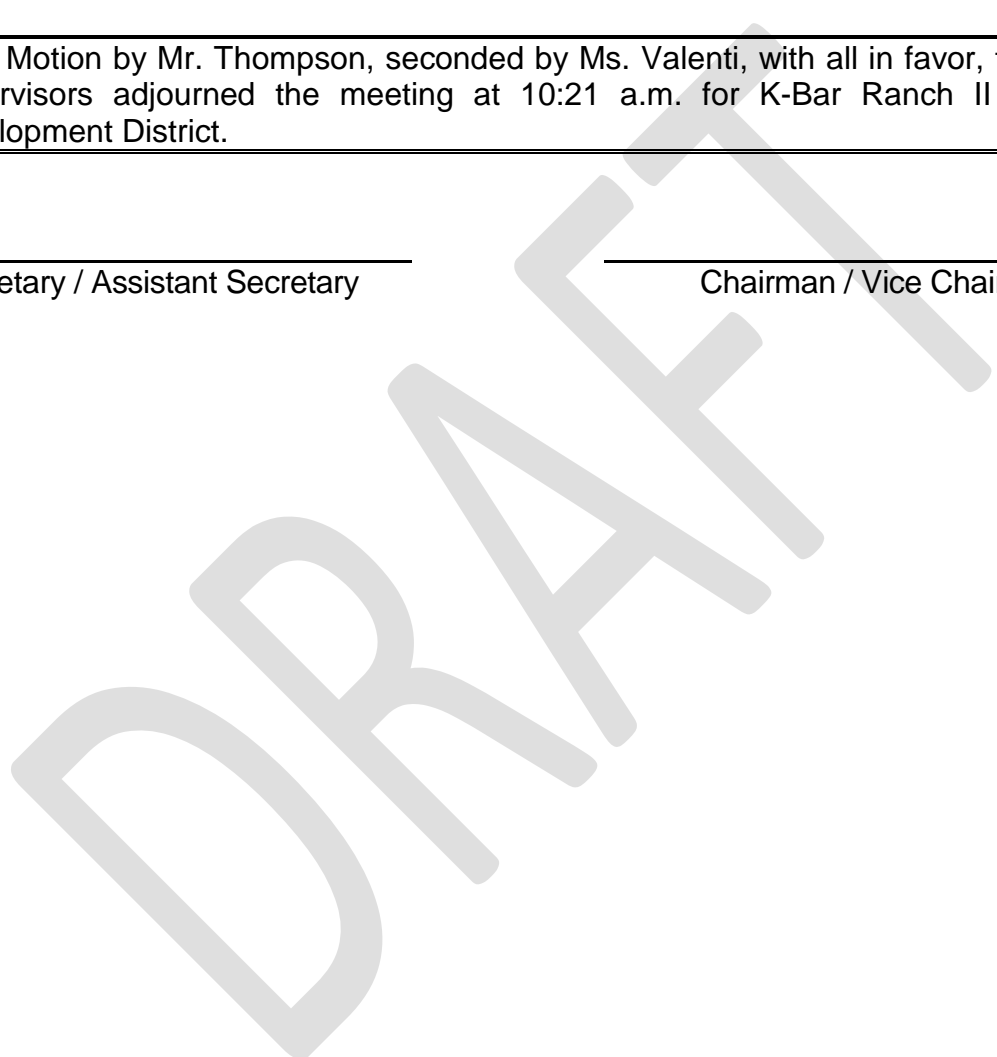 Motion by Mr. Thompson, seconded by Ms. Valenti, with all in favor,
rvisors adjourned the meeting at 10:21 a.m. for K-Bar Ranch II
lopment District.
etary / Assistant Secretary Chairman / Vice Chai
DRAFT